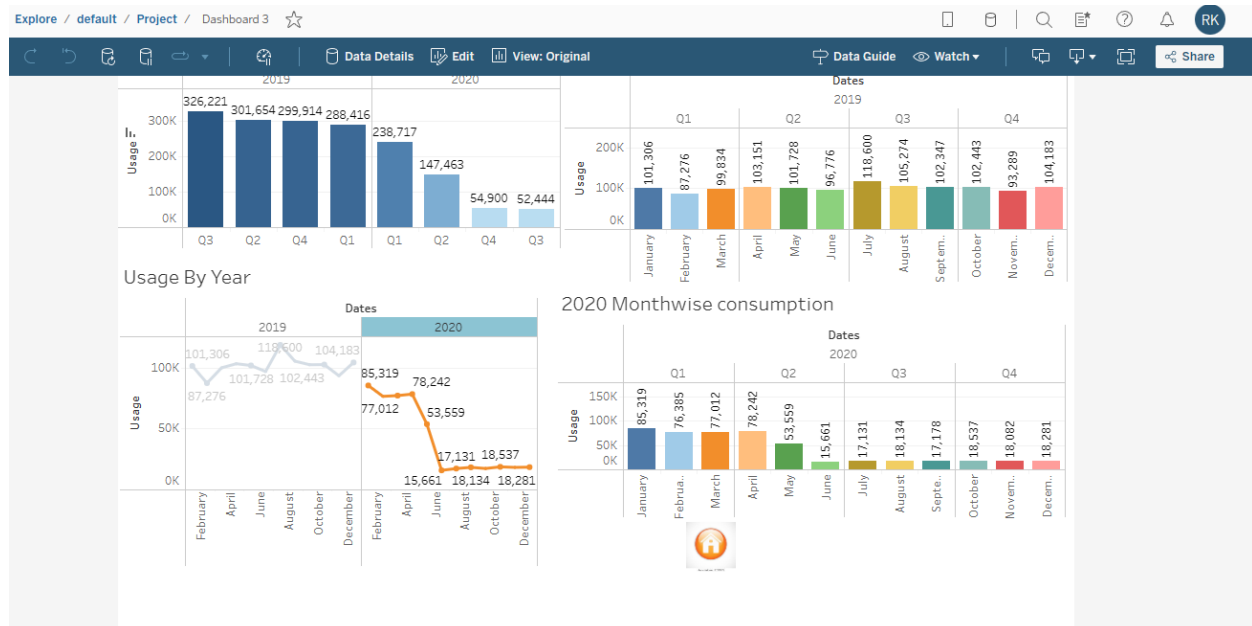 Explore / default / Project / Dashboard 3
RK
Data Details Edit View: Original Data Guide Watch Share
2019 2020
326,221 301,654 299,914 288,416 238,717 147,463 54,900 52,444
Usage
300K
200K
100K
0K
Q3 Q2 Q4 Q1 Q1 Q2 Q4 Q3
Dates
2019
Q1 Q2 Q3 Q4
Usage
200K
100K
0K
101,306 87,276 99,834 103,151 101,728 96,776 118,600 105,274 102,347 102,443 93,289 104,183
January February March April May June July August Septem.. October Novem.. Decem..
Usage By Year
Dates
2019 2020
Usage
100K
50K
0K
101,306 118,600 104,183
87,276 101,728 102,443
85,319 78,242
77,012 53,559
17,131 18,537
15,661 18,134 18,281
February April June August October December February April June August October December
2020 Monthwise consumption
Dates
2020
Q1 Q2 Q3 Q4
Usage
150K
100K
50K
0K
85,319 76,385 77,012 78,242 53,559 15,661 17,131 18,134 17,178 18,537 18,082 18,281
January Februa.. March April May June July August Septe.. October Novem.. Decem..